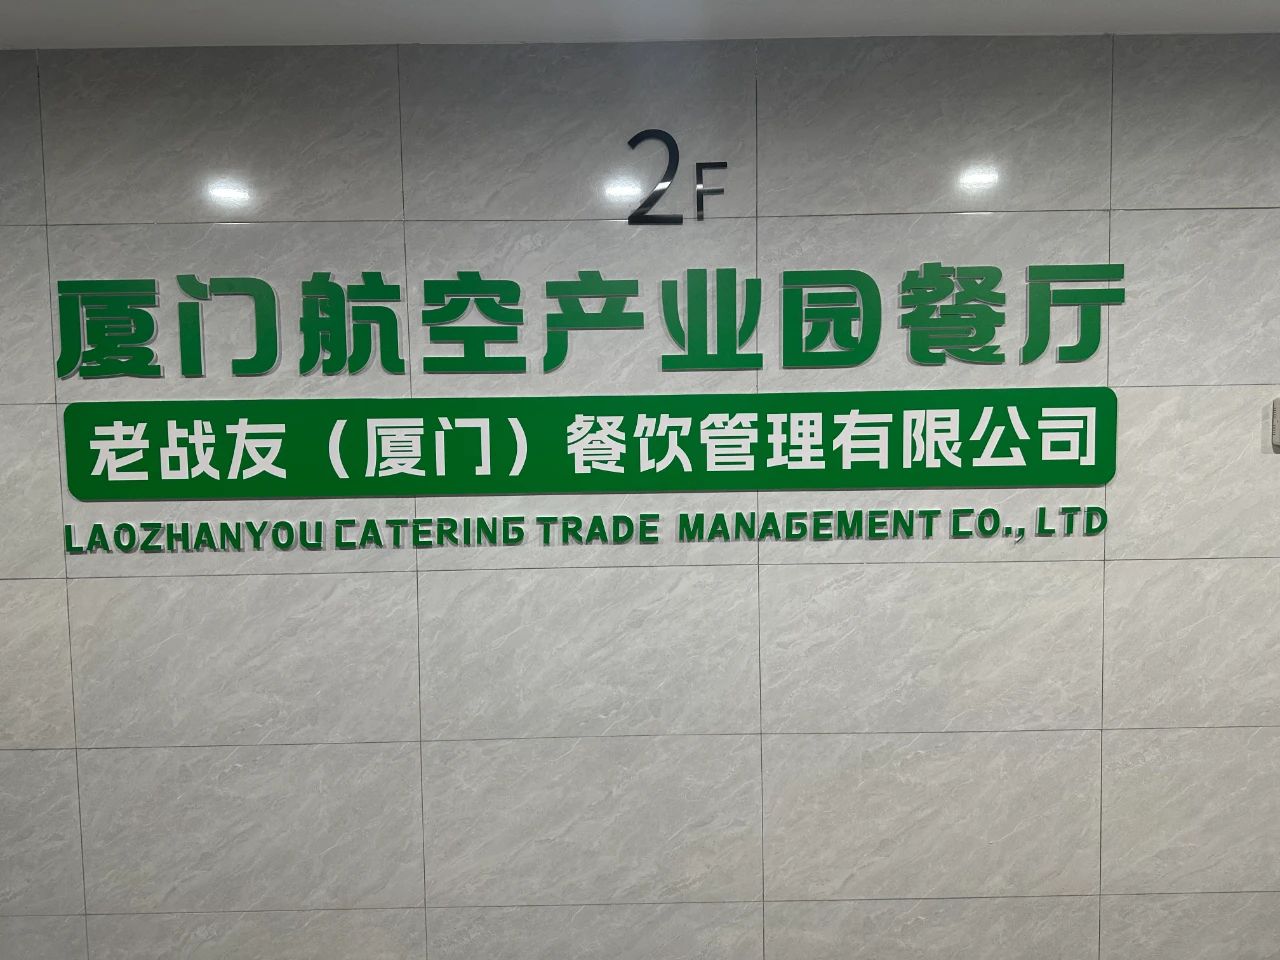 2F
厦门航空产业园餐厅
老战友（厦门）餐饮管理有限公司
LAOZHANYOU CATERING TRADE MANAGEMENT CO., LTD